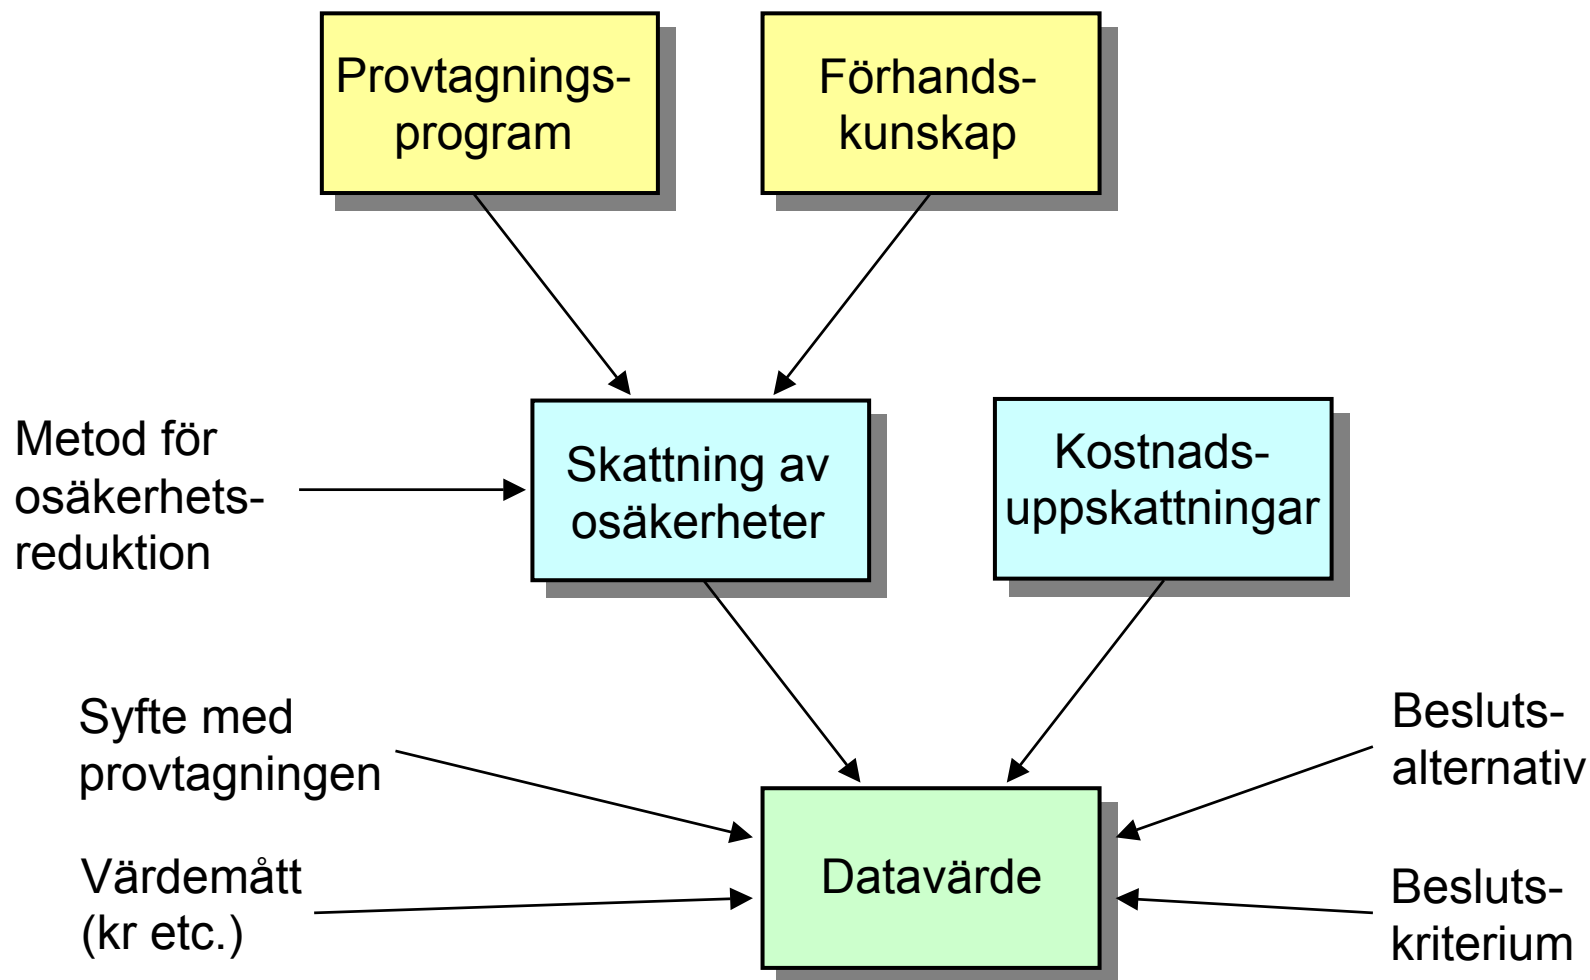 Provtagnings-
program
Förhands-
kunskap
Metod för
osäkerhets-
reduktion
Skattning av
osäkerheter
Kostnads-
uppskattningar
Syfte med
provtagningen
Värdemått
(kr etc.)
Datavärde
Besluts-
alternativ
Besluts-
kriterium